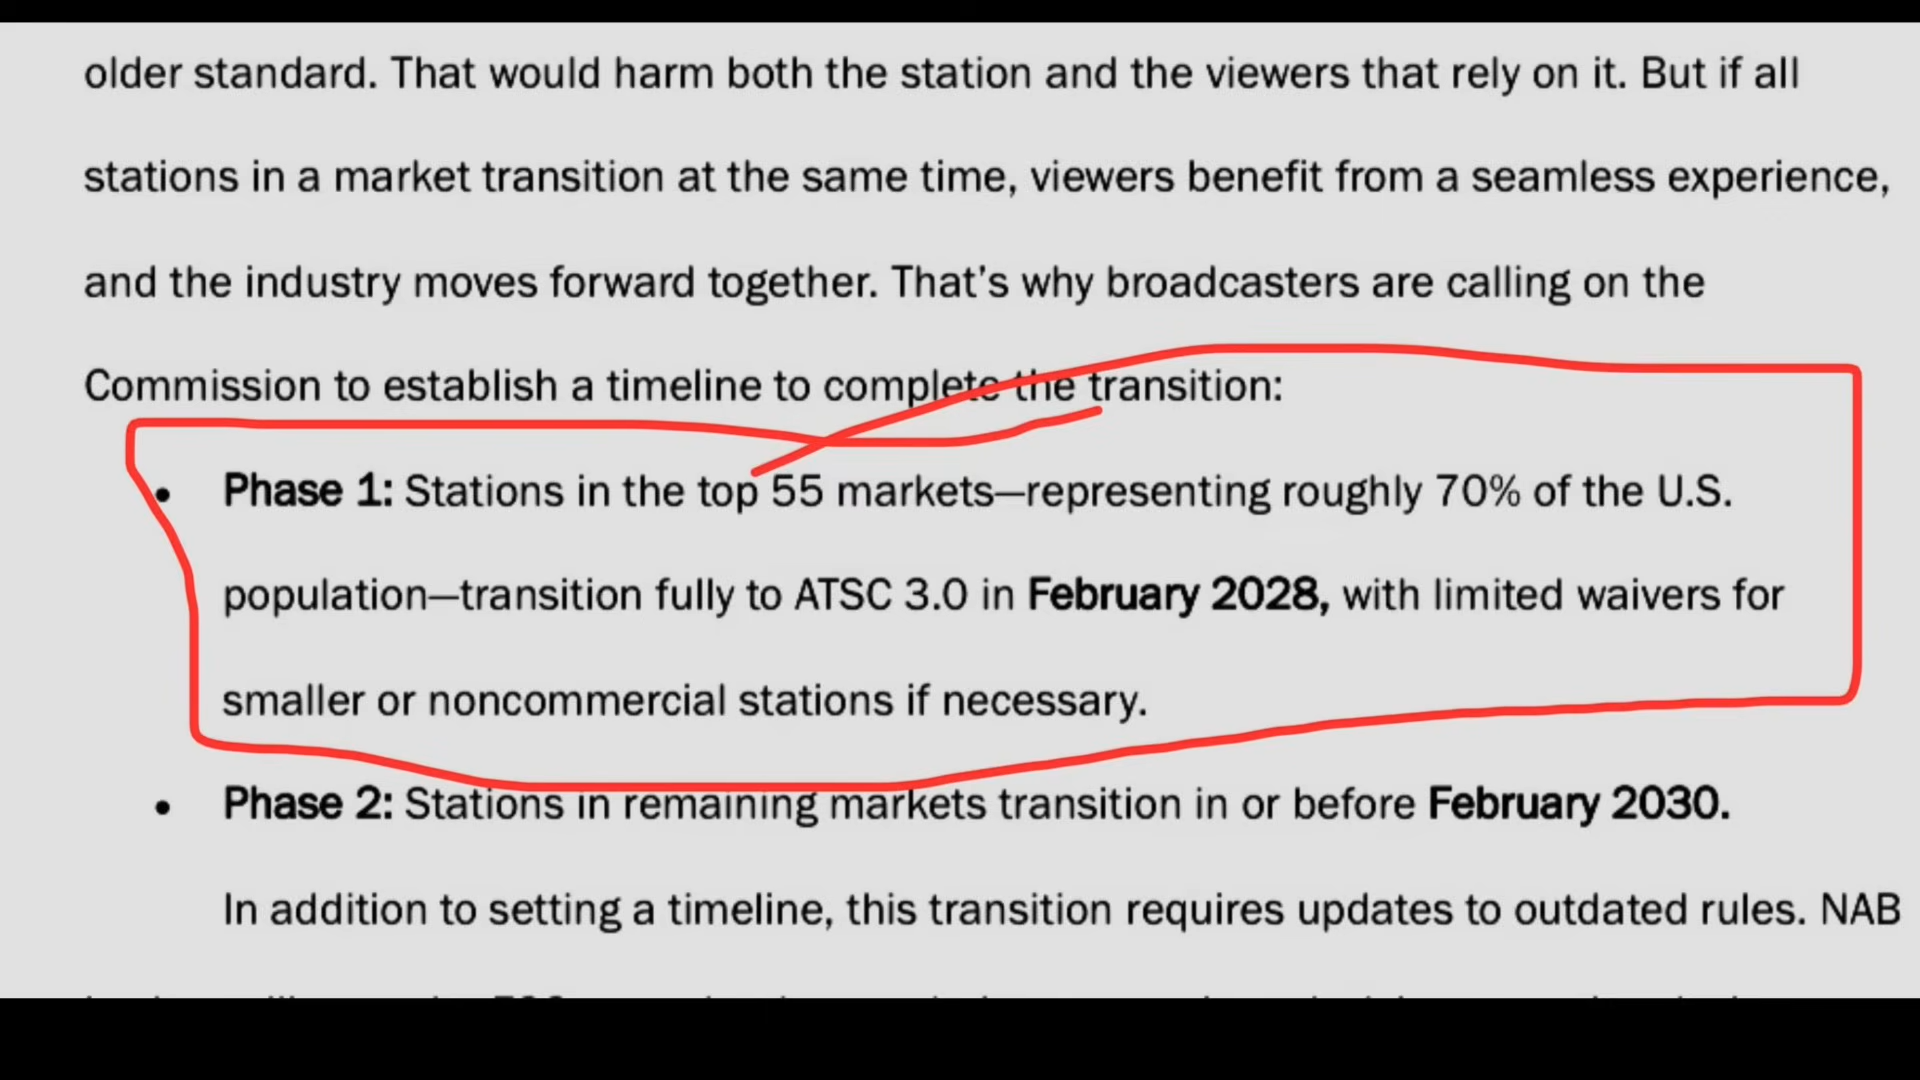 older standard. That would harm both the station and the viewers that rely on it. But if all
stations in a market transition at the same time, viewers benefit from a seamless experience,
and the industry moves forward together. That's why broadcasters are calling on the
Commission to establish a timeline to complete the transition:
• Phase 1: Stations in the top 55 markets—representing roughly 70% of the U.S.
population—transition fully to ATSC 3.0 in February 2028, with limited waivers for
smaller or noncommercial stations if necessary.
• Phase 2: Stations in remaining markets transition in or before February 2030.
In addition to setting a timeline, this transition requires updates to outdated rules. NAB